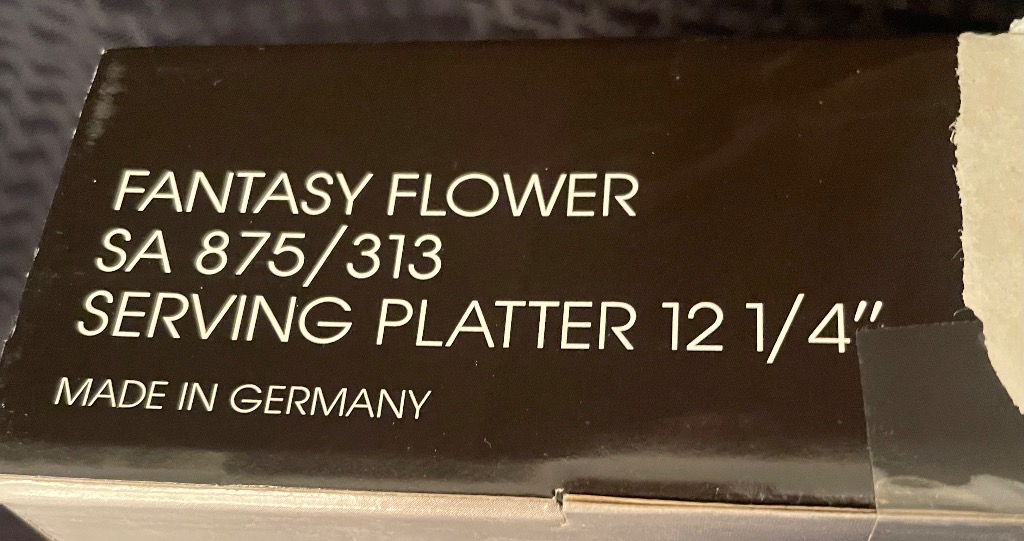 FANTASY FLOWER
SA 875/313
SERVING PLATTER 12 1/4"
MADE IN GERMANY